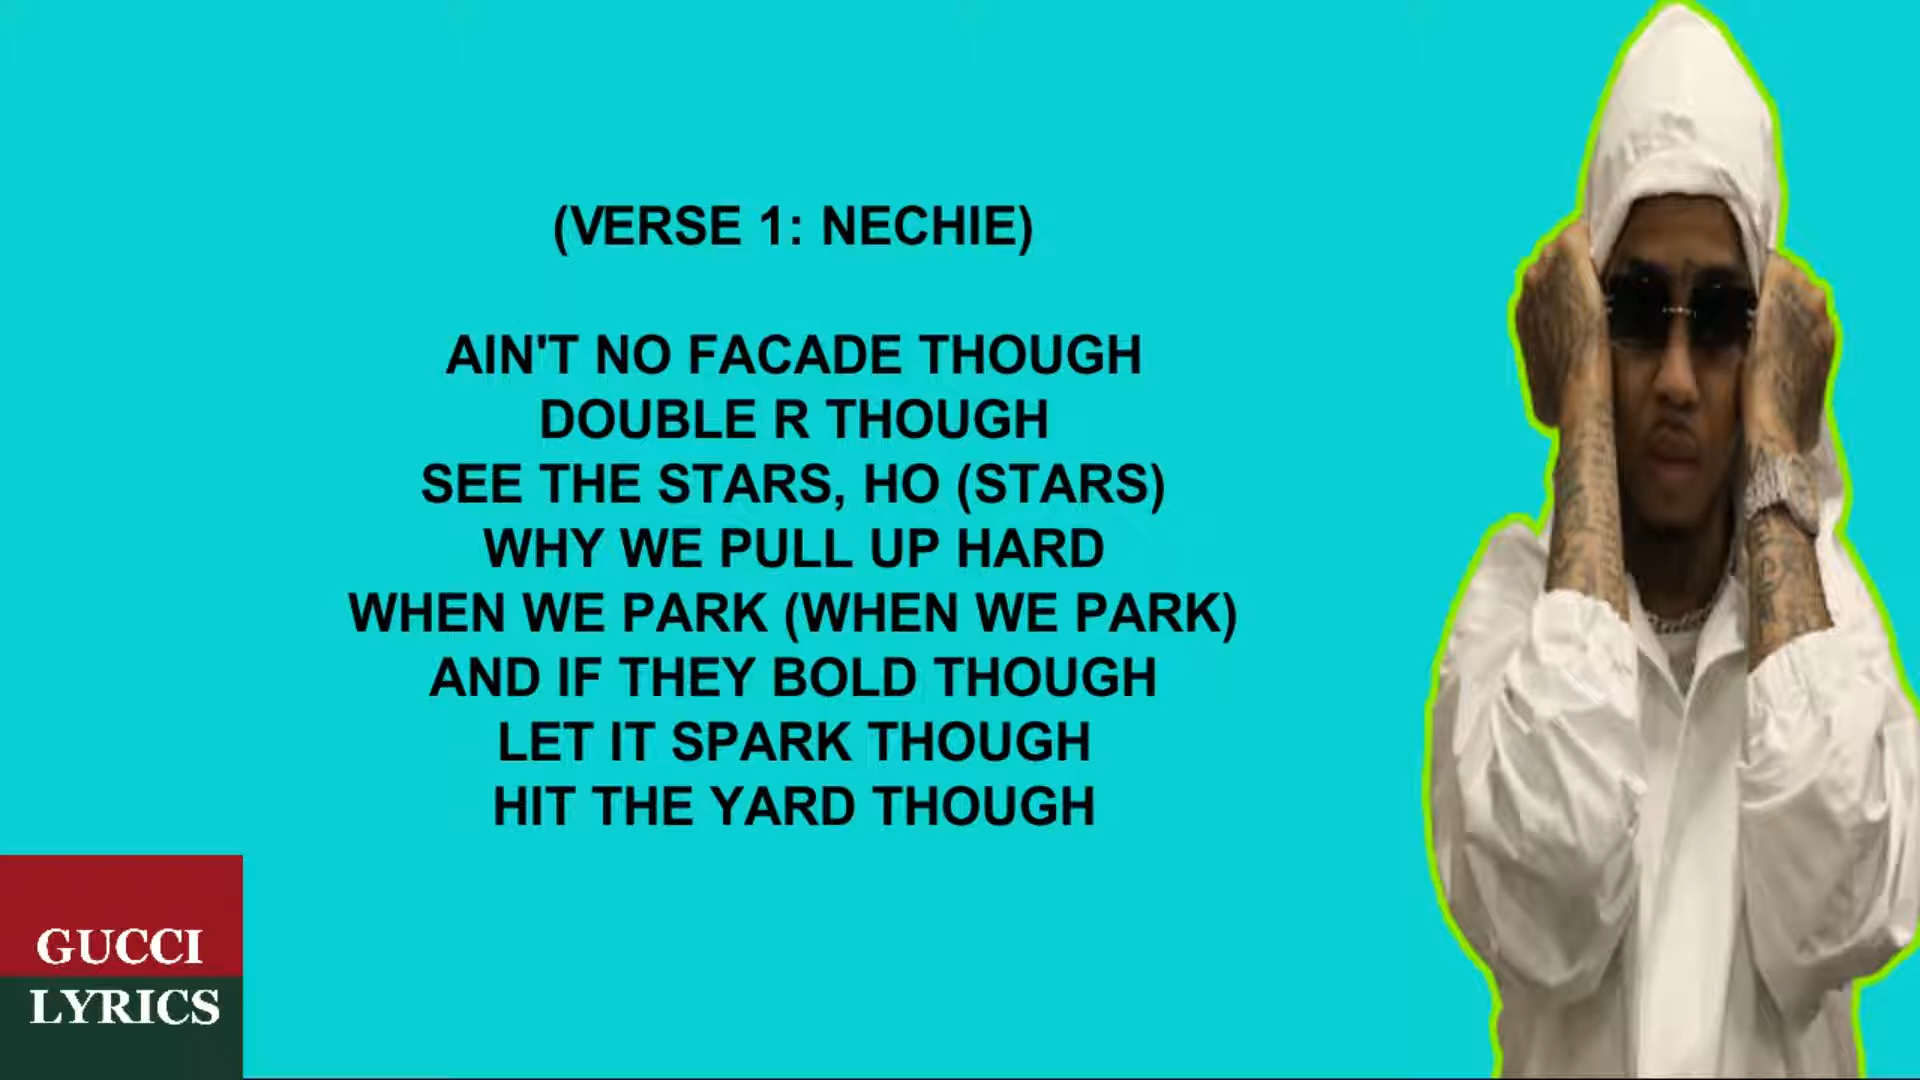 (VERSE 1: NECHIE)
AIN'T NO FACADE THOUGH
DOUBLE R THOUGH
SEE THE STARS, HO (STARS)
WHY WE PULL UP HARD
WHEN WE PARK (WHEN WE PARK)
AND IF THEY BOLD THOUGH
LET IT SPARK THOUGH
HIT THE YARD THOUGH
GUCCI
LYRICS